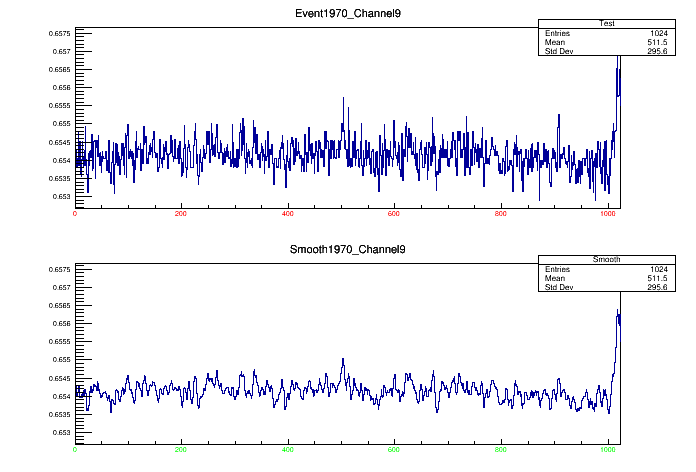 Event1970_Channel9
Test
Entries 1024
Mean 511.5
Std Dev 295.6
0.6575
0.657
0.6565
0.656
0.6555
0.655
0.6545
0.654
0.6535
0.653
0 200 400 600 800 1000
Smooth1970_Channel9
Smooth
Entries 1024
Mean 511.5
Std Dev 295.6
0.6575
0.657
0.6565
0.656
0.6555
0.655
0.6545
0.654
0.6535
0.653
0 200 400 600 800 1000